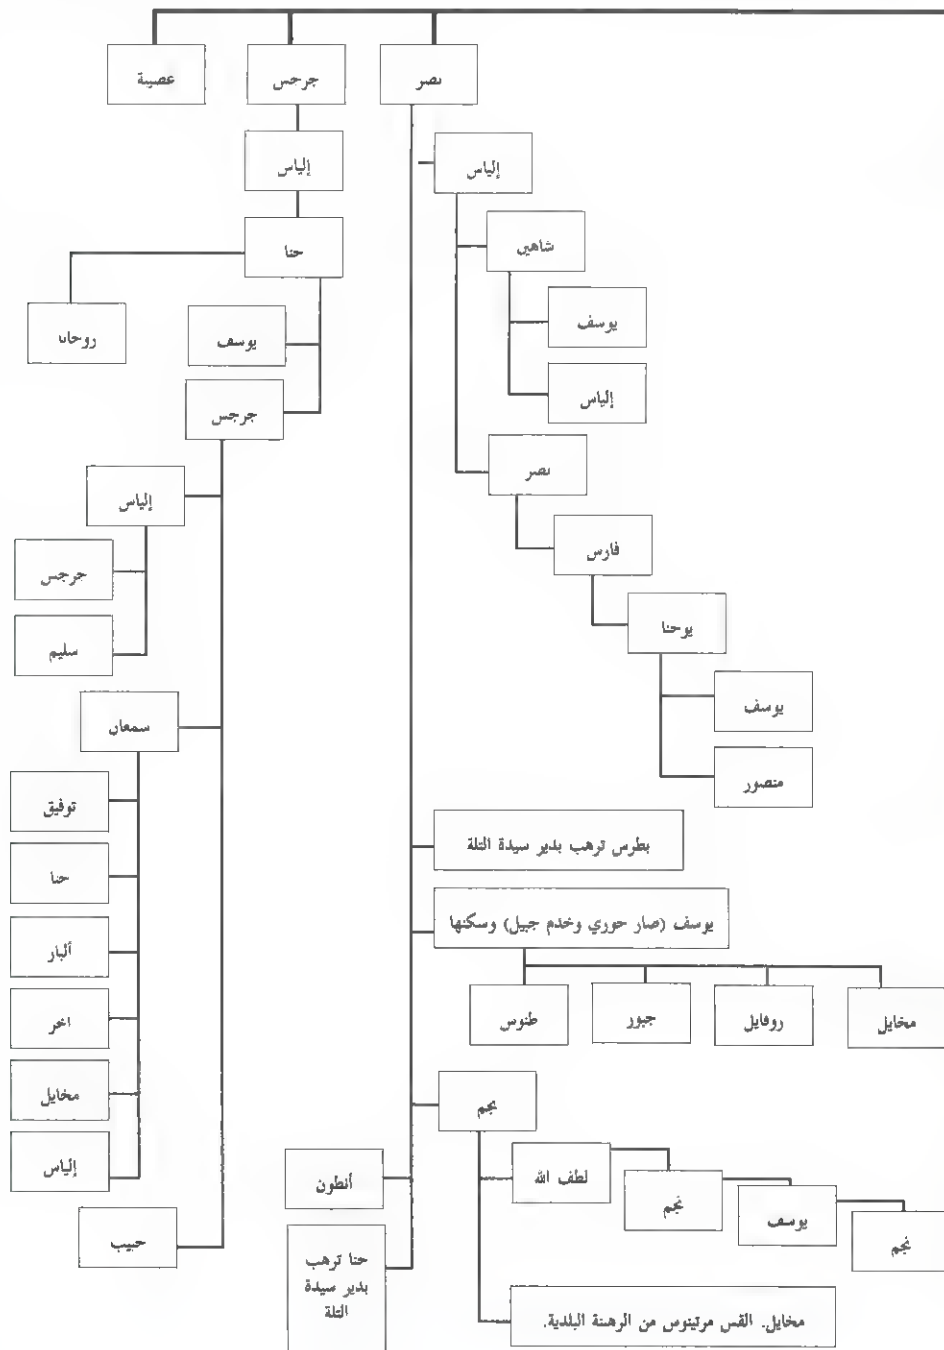 نصر
جرجس
عصبية
إلياس
إلياس
شاهين
حنا
يوسف
روحانا
يوسف
إلياس
جرجس
نصر
إلياس
فارس
جرجس
يوحنا
سليم
يوسف
سمعان
منصور
توفيق
بطرس ترهب بدير سيدة التلة
حنا
يوسف (صار حوري وخدم جبيل) وسكنها
ألبار
مخايل
روفايل
جبور
طنوس
اخر
مخايل
نجم
إلياس
أنطون
لطف الله
نجم
يوسف
نجم
حبيب
حنا ترهب
بدير سيدة
التلة
مخايل. القس مرتينوس من الرهبنة البلدية.